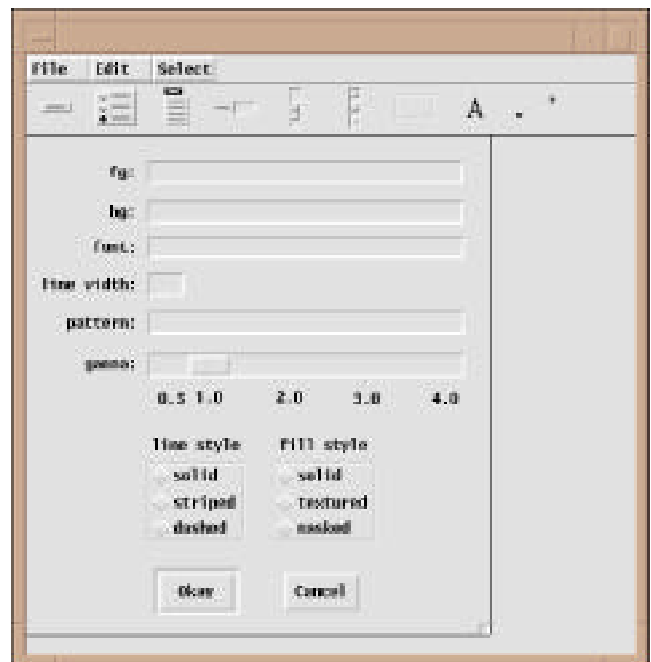 File Edit Select
A
fg:
bg:
font:
line width:
pattern:
gamma:
0.5 1.0 2.0 3.0 4.0
line style fill style
solid solid
striped textured
dashed masked
Okay Cancel